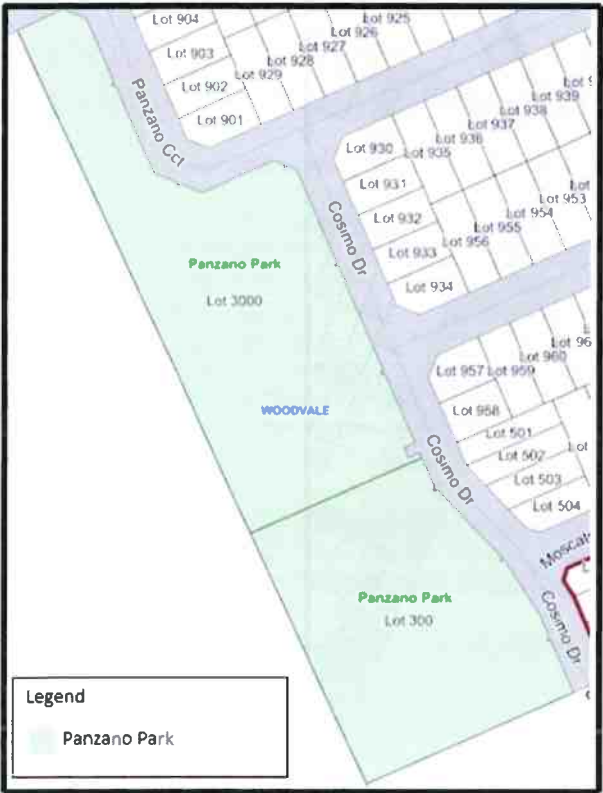 Lot 904
Lot 903
Lot 902
Lot 901
Lot 929
Lot 928
Lot 927
Lot 926
Lot 925
Panzano Cct
Lot 930
Lot 931
Lot 932
Lot 933
Lot 934
Lot 935
Lot 936
Lot 937
Lot 938
Lot 939
Lot 953
Lot 954
Lot 955
Lot 956
Cosimo Dr
Panzano Park
Lot 3000
WOODVALE
Lot 957
Lot 959
Lot 960
Lot 958
Lot 501
Lot 502
Lot 503
Lot 504
Lot
Cosimo Dr
Panzano Park
Lot 300
Cosimo Dr
Legend
Panzano Park